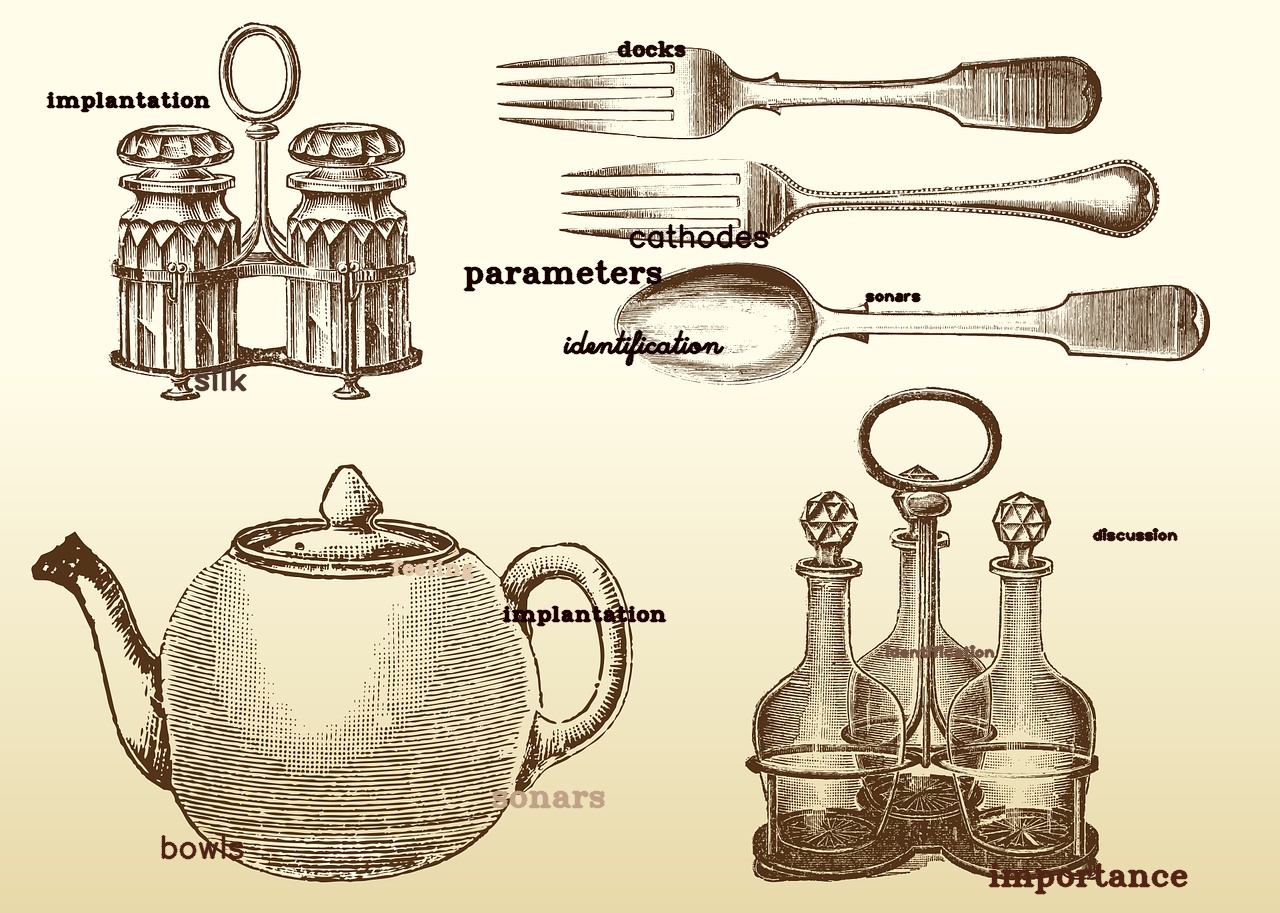 docks
implantation
cathodes
parameters
sonars
identification
silk
discussion
implantation
identification
sonars
bowls
importance